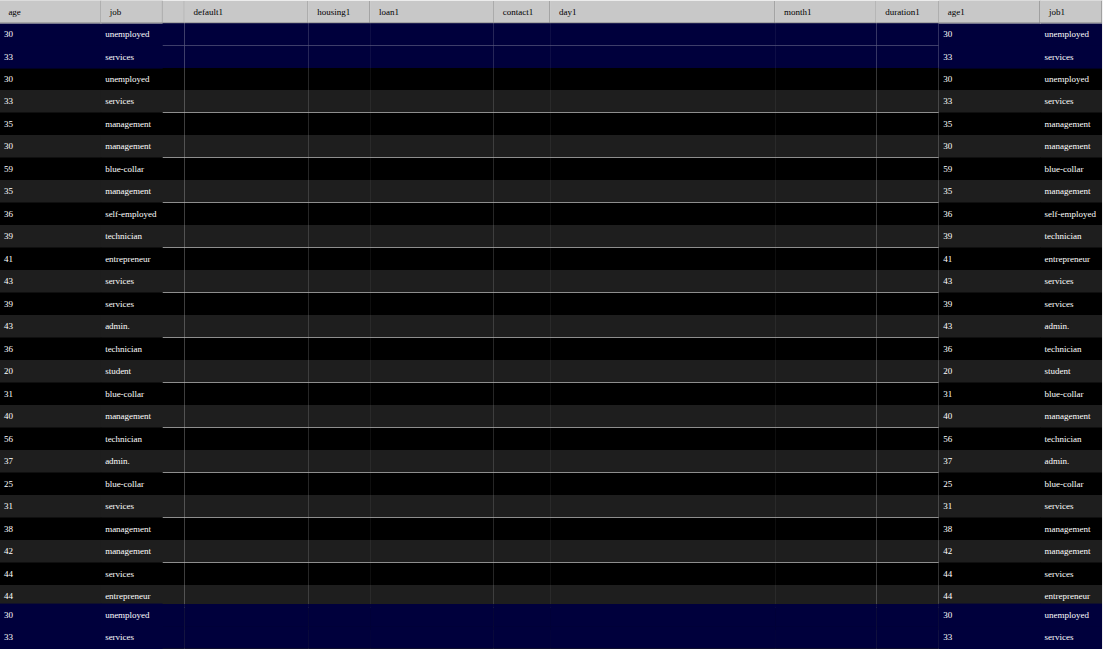 age job default1 housing1 loan1 contact1 day1 month1 duration1 age1 job1
30 unemployed 30 unemployed
33 services 33 services
30 unemployed 30 unemployed
33 services 33 services
35 management 35 management
30 management 30 management
59 blue-collar 59 blue-collar
35 management 35 management
36 self-employed 36 self-employed
39 technician 39 technician
41 entrepreneur 41 entrepreneur
43 services 43 services
39 services 39 services
43 admin. 43 admin.
36 technician 36 technician
20 student 20 student
31 blue-collar 31 blue-collar
40 management 40 management
56 technician 56 technician
37 admin. 37 admin.
25 blue-collar 25 blue-collar
31 services 31 services
38 management 38 management
42 management 42 management
44 services 44 services
44 entrepreneur 44 entrepreneur
30 unemployed 30 unemployed
33 services 33 services